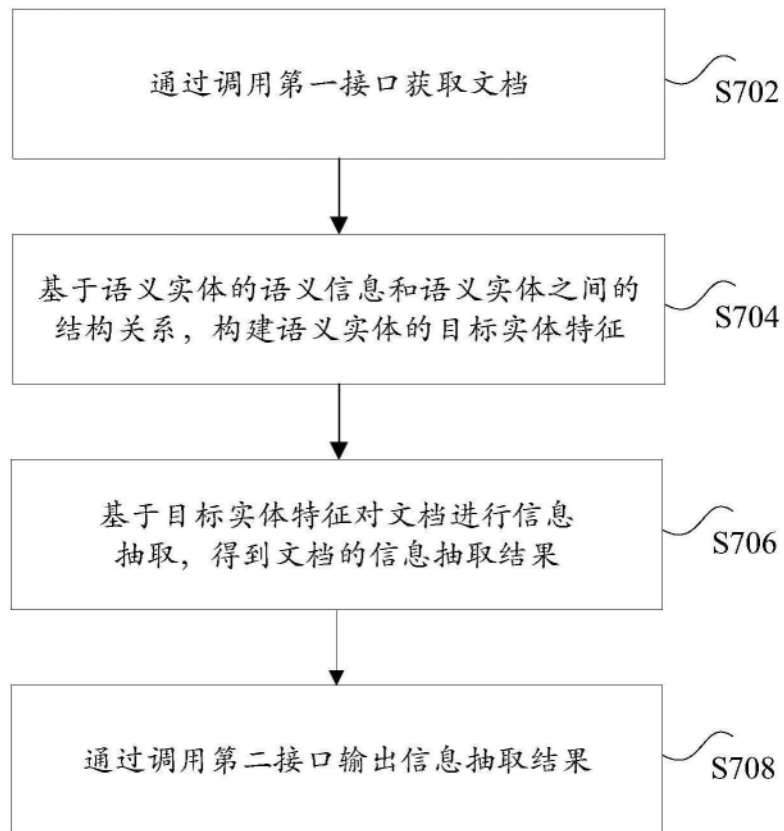 通过调用第一接口获取文档
S702
基于语义实体的语义信息和语义实体之间的
结构关系，构建语义实体的目标实体特征
S704
基于目标实体特征对文档进行信息
抽取，得到文档的信息抽取结果
S706
通过调用第二接口输出信息抽取结果
S708